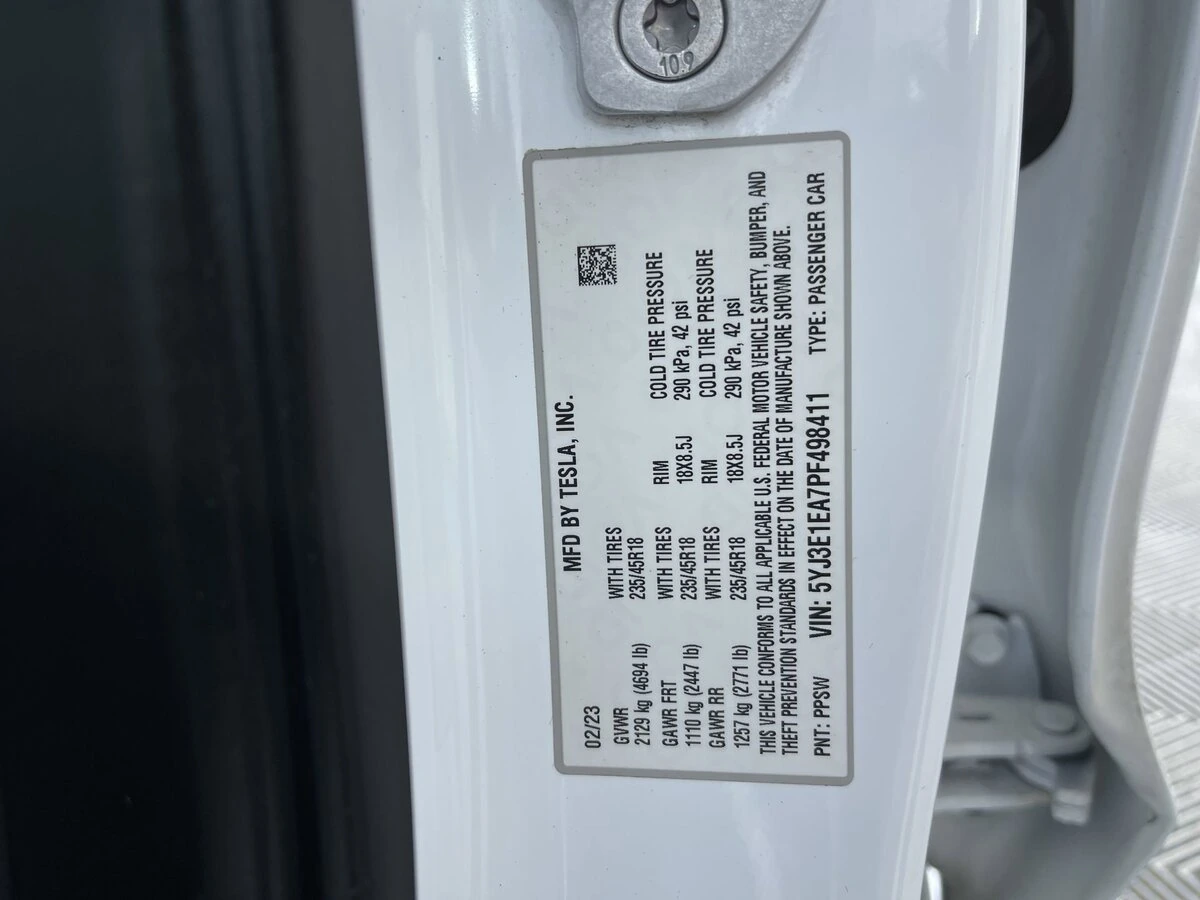 10.9
MFD BY TESLA, INC.
02/23
GVWR WITH TIRES
2129 kg (4694 lb) 235/45R18
GAWR FRT WITH TIRES RIM COLD TIRE PRESSURE
1110 kg (2447 lb) 235/45R18 18X8.5J 290 kPa, 42 psi
GAWR RR WITH TIRES RIM COLD TIRE PRESSURE
1257 kg (2771 lb) 235/45R18 18X8.5J 290 kPa, 42 psi
THIS VEHICLE CONFORMS TO ALL APPLICABLE U.S. FEDERAL MOTOR VEHICLE SAFETY, BUMPER, AND
THEFT PREVENTION STANDARDS IN EFFECT ON THE DATE OF MANUFACTURE SHOWN ABOVE.
PNT: PPSW VIN: 5YJ3E1EA7PF498411 TYPE: PASSENGER CAR